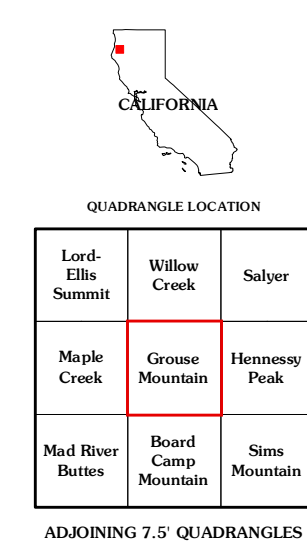 CALIFORNIA
QUADRANGLE LOCATION
Lord-
Ellis
Summit
Willow
Creek
Salyer
Maple
Creek
Grouse
Mountain
Hennessy
Peak
Mad River
Buttes
Board
Camp
Mountain
Sims
Mountain
ADJOINING 7.5' QUADRANGLES